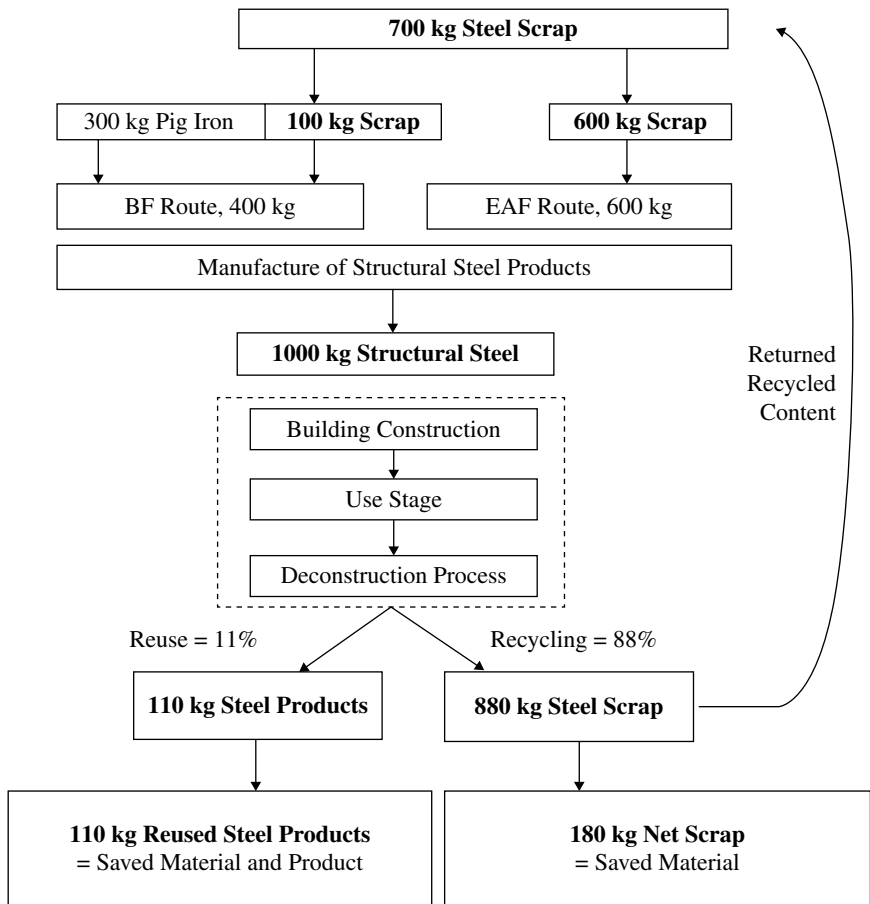 700 kg Steel Scrap
300 kg Pig Iron
100 kg Scrap
600 kg Scrap
BF Route, 400 kg
EAF Route, 600 kg
Manufacture of Structural Steel Products
1000 kg Structural Steel
Returned
Recycled
Content
Building Construction
Use Stage
Deconstruction Process
Reuse = 11%
Recycling = 88%
110 kg Steel Products
880 kg Steel Scrap
110 kg Reused Steel Products
= Saved Material and Product
180 kg Net Scrap
= Saved Material